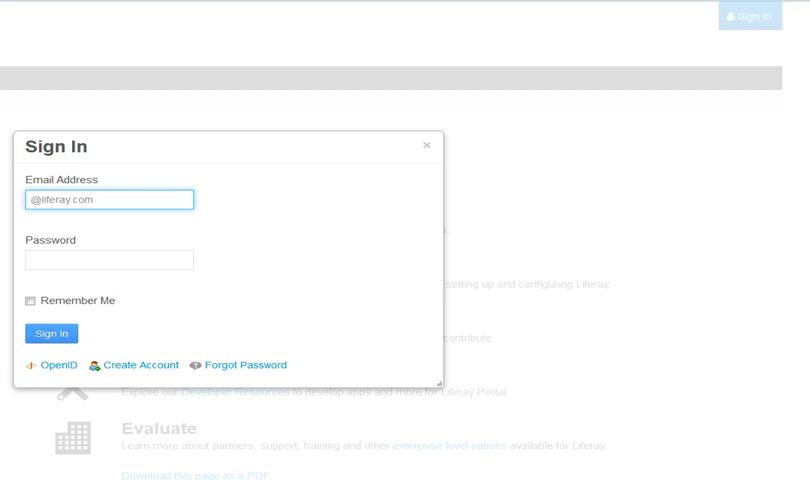 Sign In
Sign In
Email Address
@liferay.com
Password
Remember Me
Sign In
OpenID Create Account Forgot Password
setting up and configuring Liferay.
contribute.
Explore our Developer Resources to develop apps and more for Liferay Portal.
Evaluate
Learn more about partners, support, training and other enterprise level options available for Liferay.
Download this page as a PDF